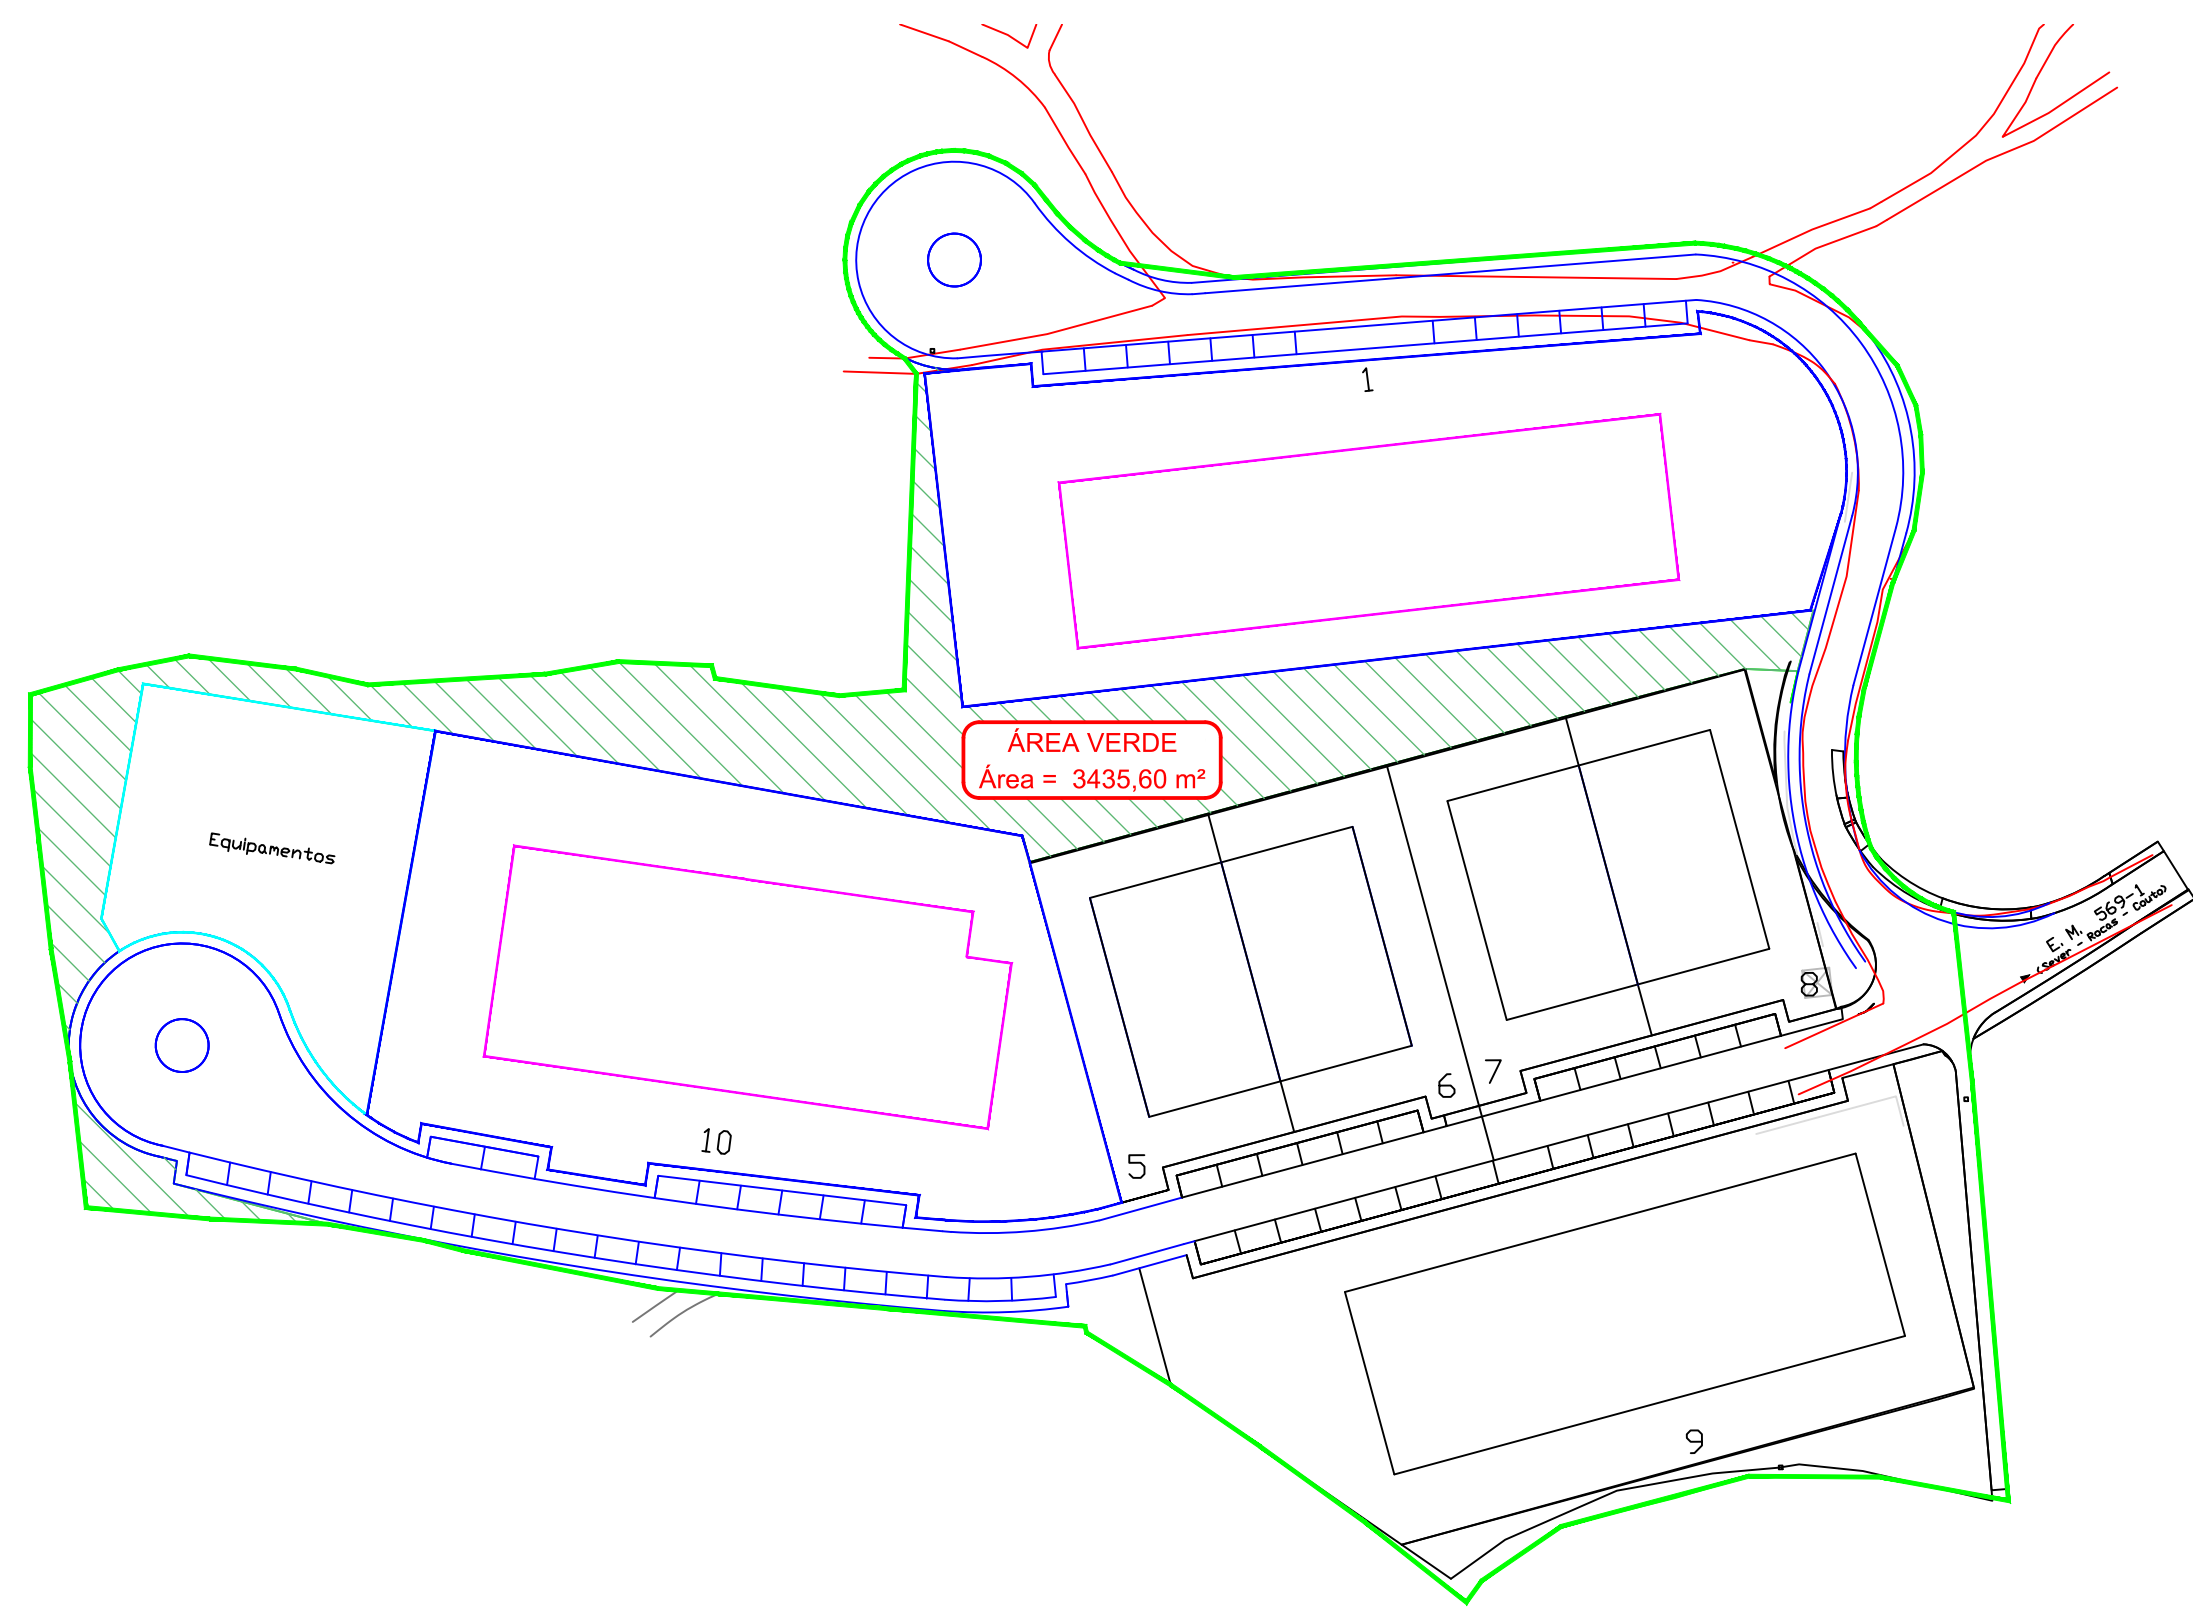 1
ÁREA VERDE
Área = 3435,60 m²
Equipamentos
E. M. 569-1
(Sever - Rocas - Couto)
8
7
6
5
10
9